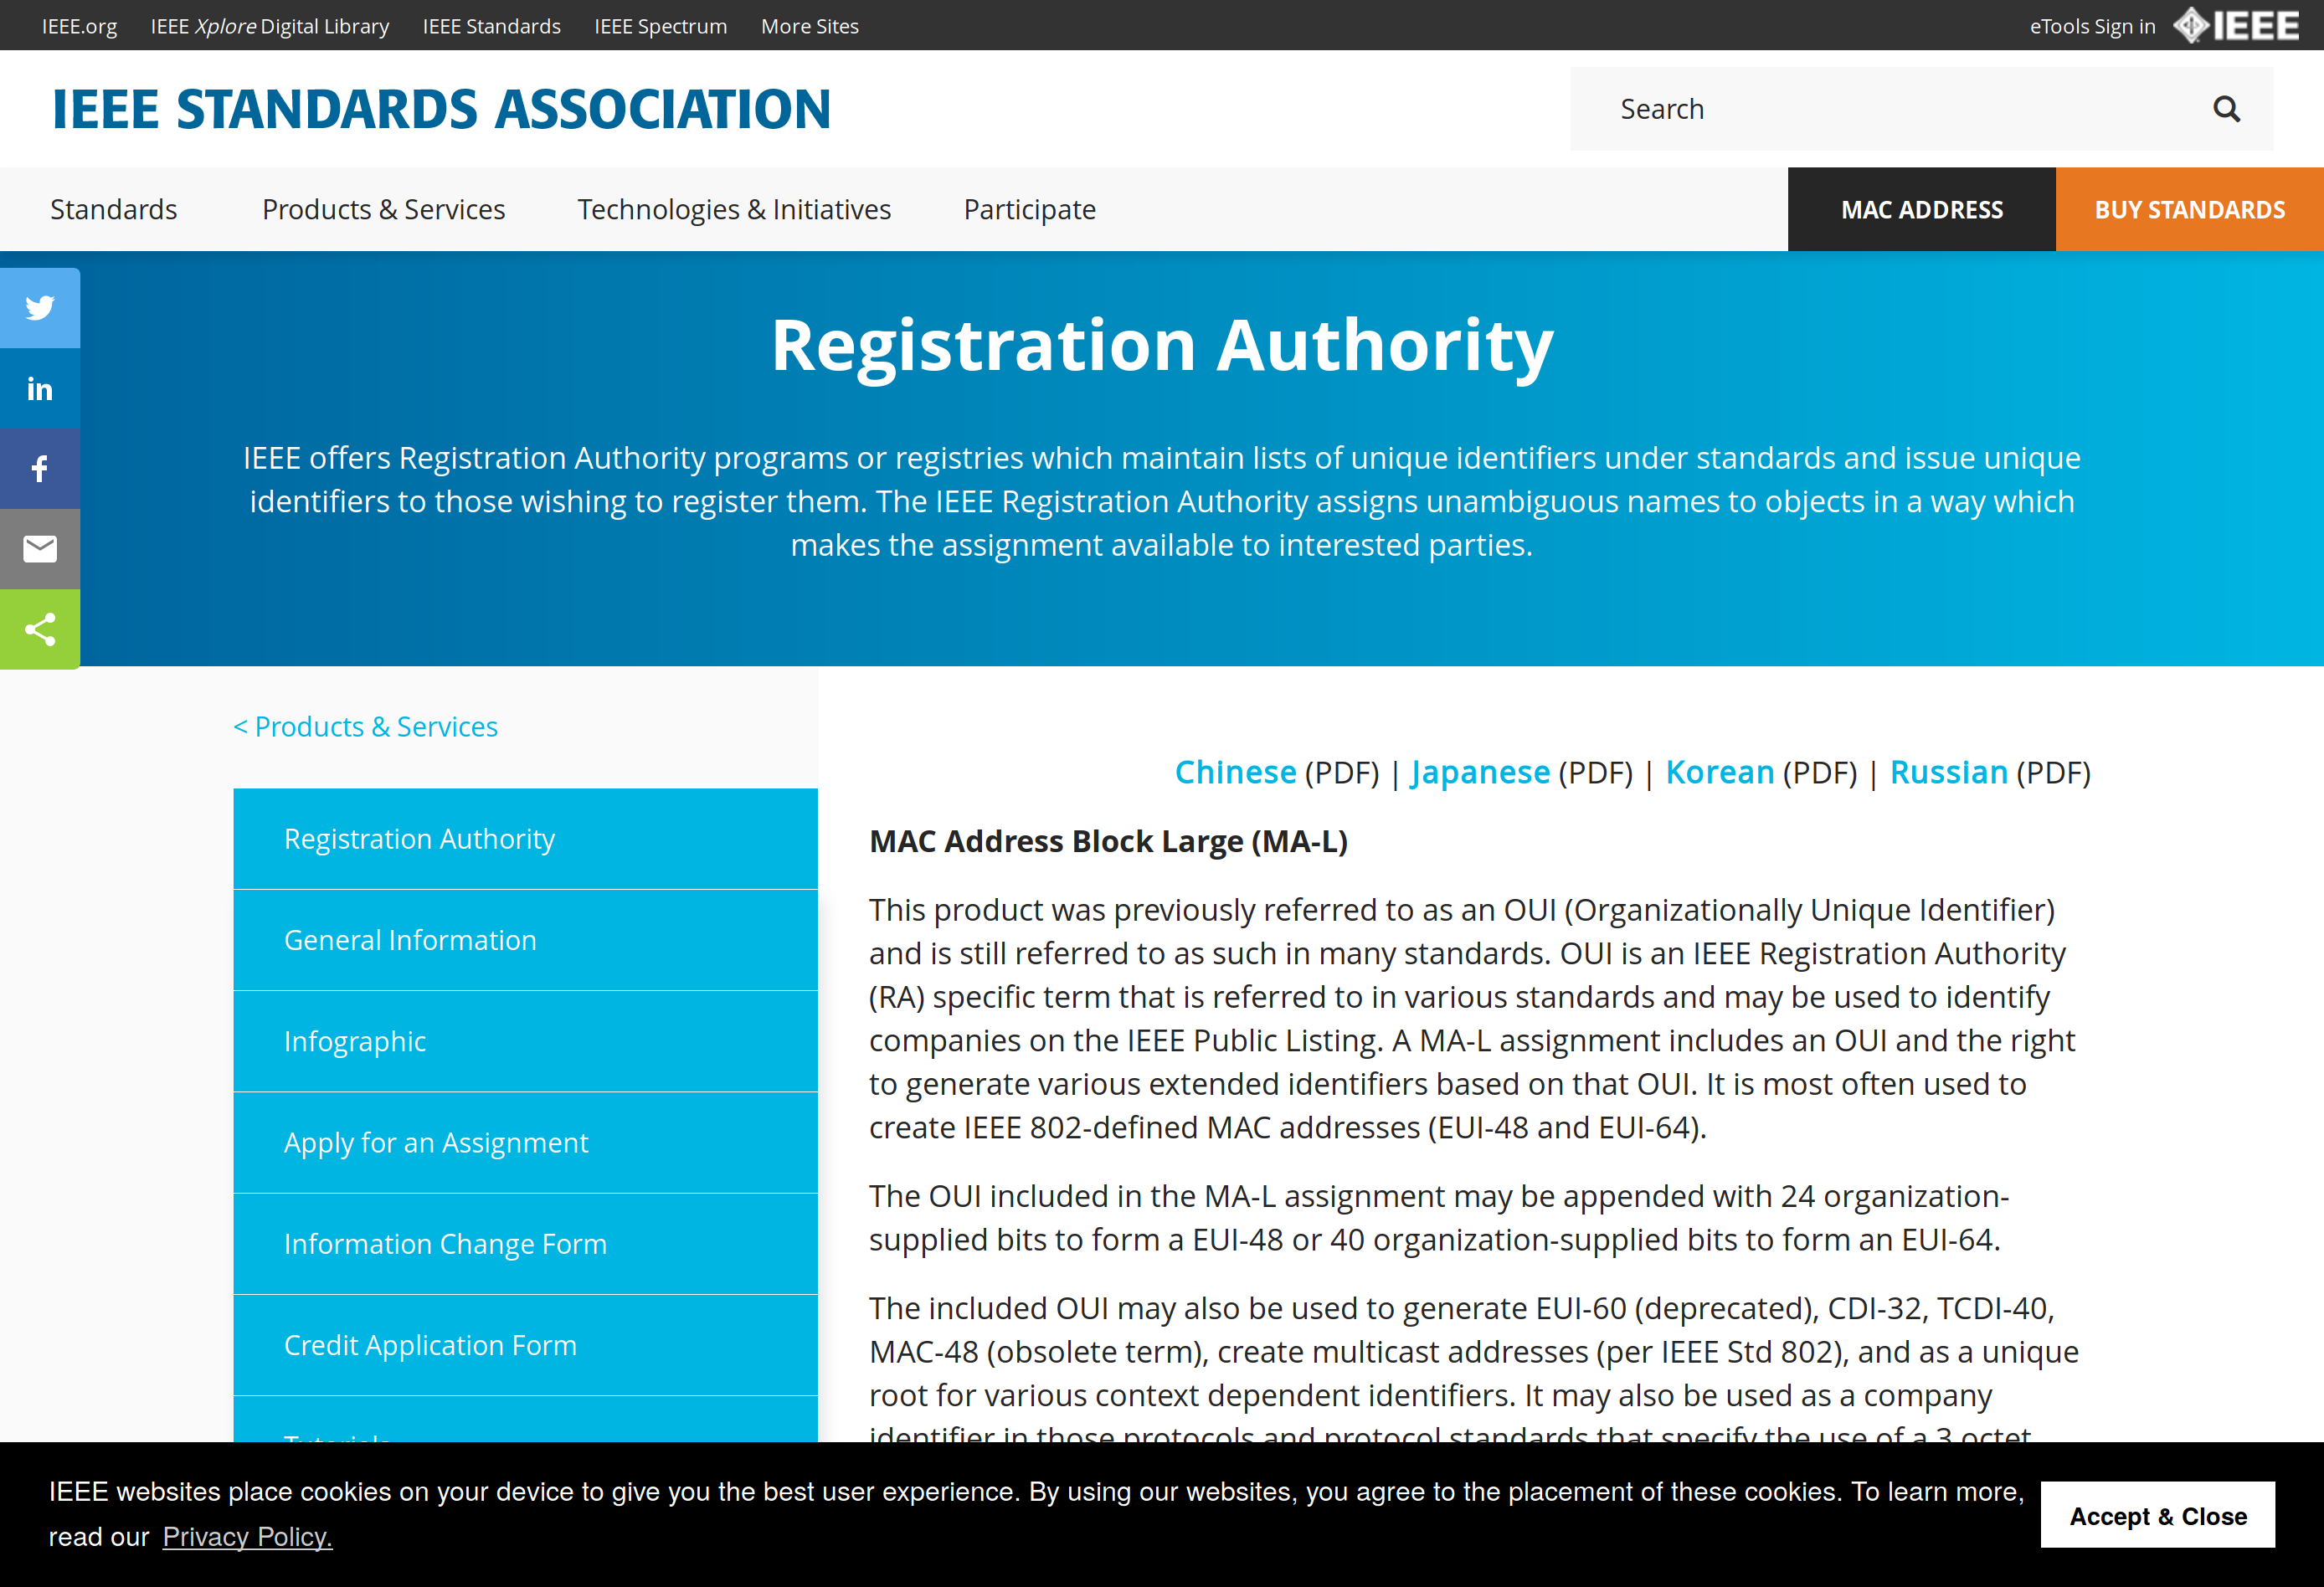 IEEE.org IEEE Xplore Digital Library IEEE Standards IEEE Spectrum More Sites eTools Sign in IEEE
IEEE STANDARDS ASSOCIATION
Search
Standards Products & Services Technologies & Initiatives Participate MAC ADDRESS BUY STANDARDS
Registration Authority
IEEE offers Registration Authority programs or registries which maintain lists of unique identifiers under standards and issue unique
identifiers to those wishing to register them. The IEEE Registration Authority assigns unambiguous names to objects in a way which
makes the assignment available to interested parties.
< Products & Services
Registration Authority
General Information
Infographic
Apply for an Assignment
Information Change Form
Credit Application Form
Tutorials
Chinese (PDF) | Japanese (PDF) | Korean (PDF) | Russian (PDF)
MAC Address Block Large (MA-L)
This product was previously referred to as an OUI (Organizationally Unique Identifier)
and is still referred to as such in many standards. OUI is an IEEE Registration Authority
(RA) specific term that is referred to in various standards and may be used to identify
companies on the IEEE Public Listing. A MA-L assignment includes an OUI and the right
to generate various extended identifiers based on that OUI. It is most often used to
create IEEE 802-defined MAC addresses (EUI-48 and EUI-64).
The OUI included in the MA-L assignment may be appended with 24 organization-
supplied bits to form a EUI-48 or 40 organization-supplied bits to form an EUI-64.
The included OUI may also be used to generate EUI-60 (deprecated), CDI-32, TCDI-40,
MAC-48 (obsolete term), create multicast addresses (per IEEE Std 802), and as a unique
root for various context dependent identifiers. It may also be used as a company
identifier in those protocols and protocol standards that specify the use of a 3 octet
IEEE websites place cookies on your device to give you the best user experience. By using our websites, you agree to the placement of these cookies. To learn more,
read our Privacy Policy.
Accept & Close